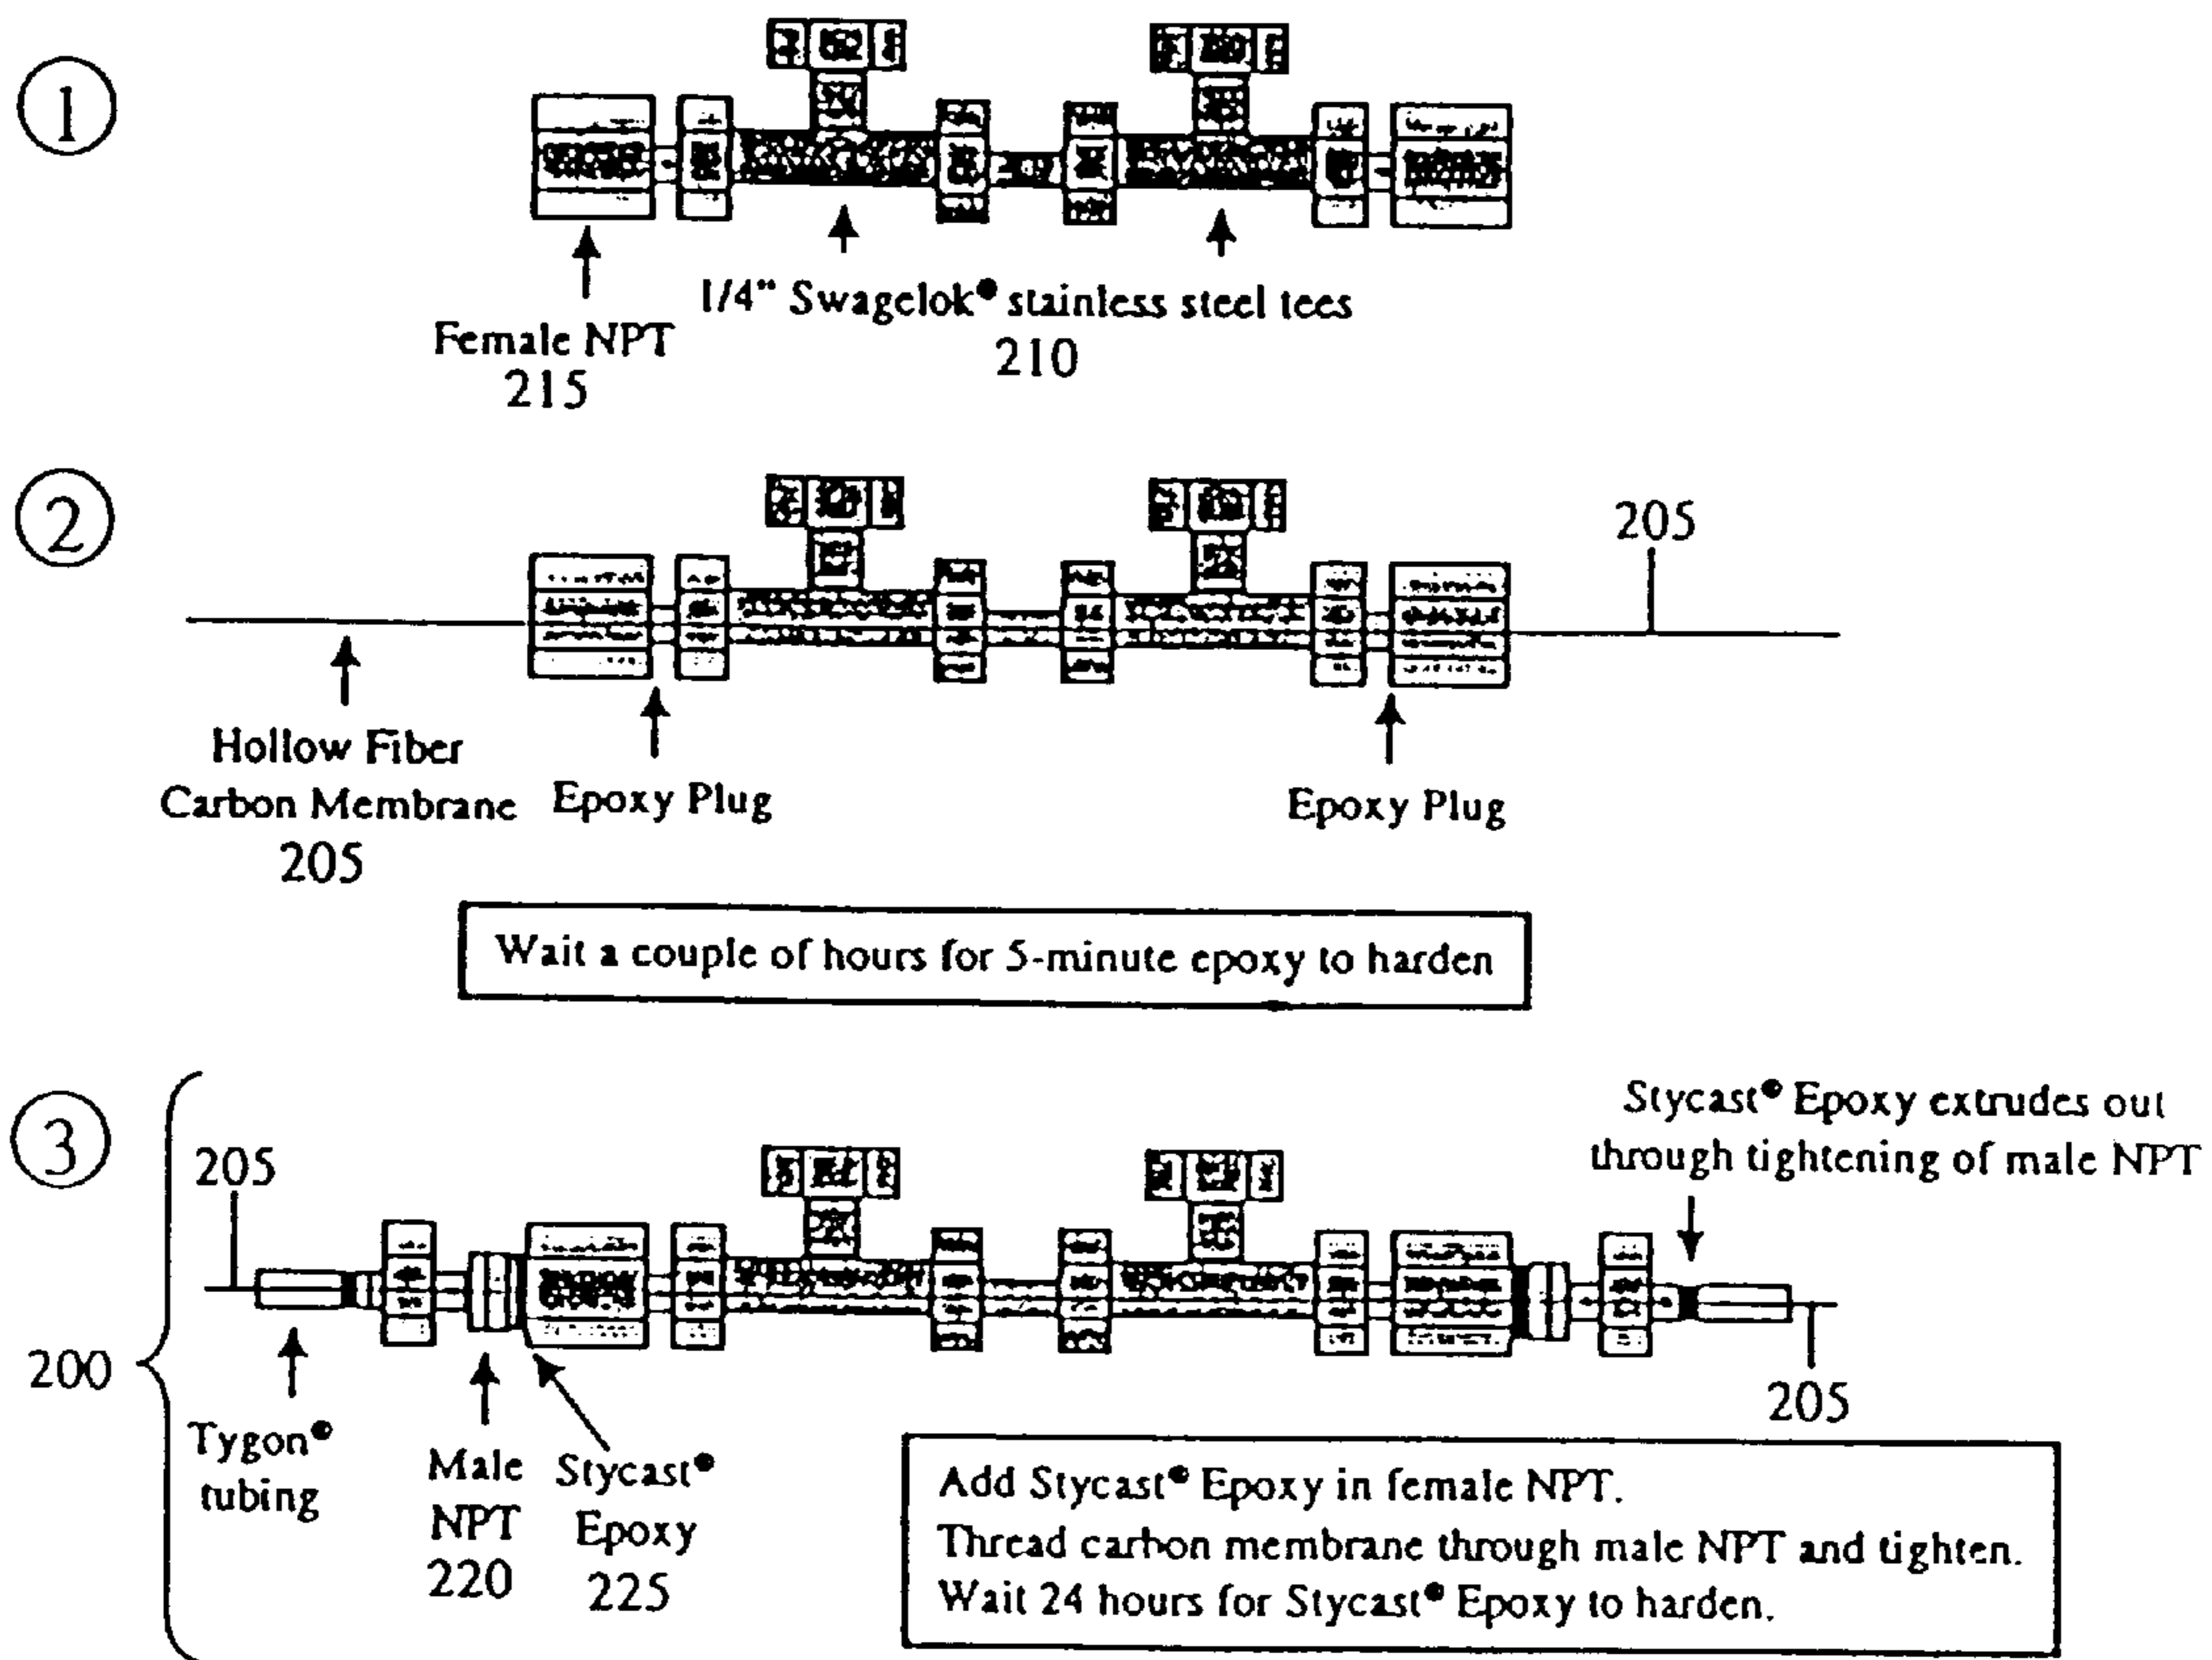 1
1/4" Swagelok® stainless steel tees
210
Female NPT
215
2
205
Hollow Fiber
Carbon Membrane
205
Epoxy Plug
Epoxy Plug
Wait a couple of hours for 5-minute epoxy to harden
3
Stycast® Epoxy extrudes out
through tightening of male NPT
205
200
205
Tygon®
tubing
Male
NPT
220
Stycast®
Epoxy
225
Add Stycast® Epoxy in female NPT.
Thread carbon membrane through male NPT and tighten.
Wait 24 hours for Stycast® Epoxy to harden.